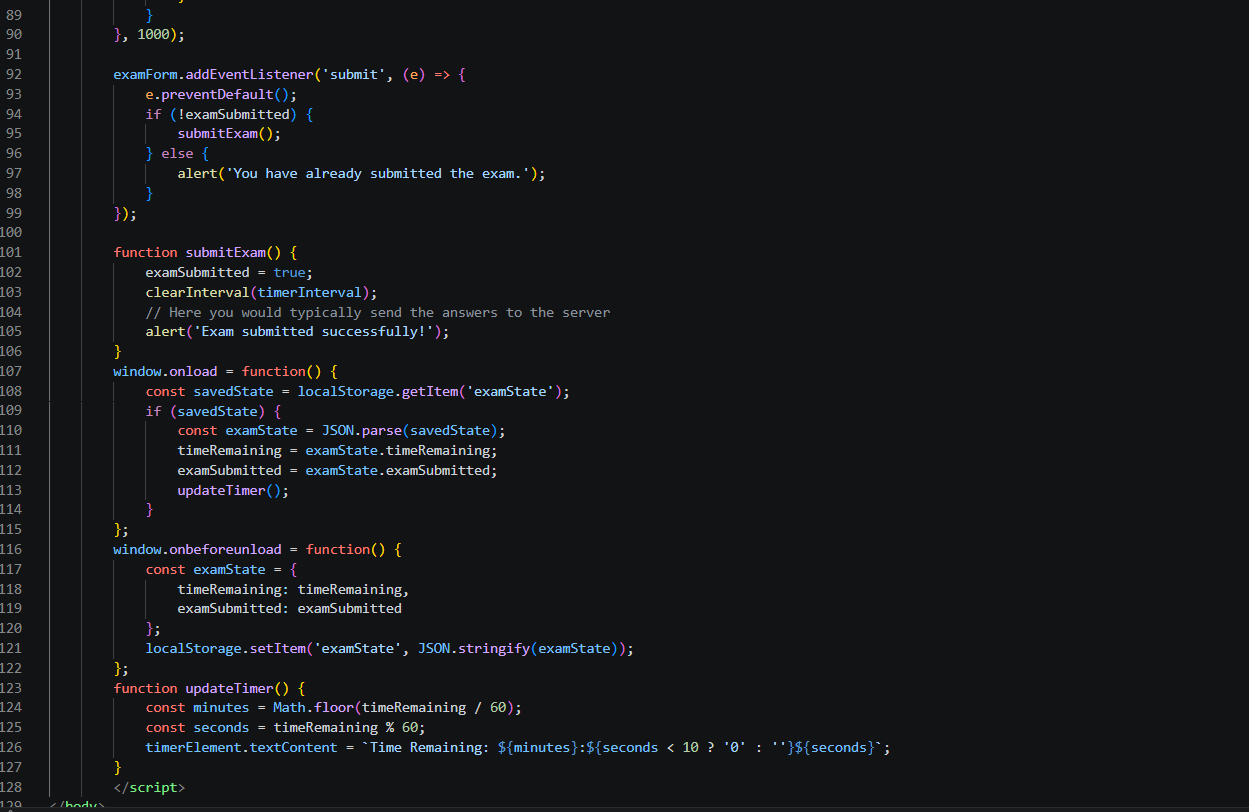 89             }
90         }, 1000);
91
92         examForm.addEventListener('submit', (e) => {
93             e.preventDefault();
94             if (!examSubmitted) {
95                 submitExam();
96             } else {
97                 alert('You have already submitted the exam.');
98             }
99         });
100
101         function submitExam() {
102             examSubmitted = true;
103             clearInterval(timerInterval);
104             // Here you would typically send the answers to the server
105             alert('Exam submitted successfully!');
106         }
107         window.onload = function() {
108             const savedState = localStorage.getItem('examState');
109             if (savedState) {
110                 const examState = JSON.parse(savedState);
111                 timeRemaining = examState.timeRemaining;
112                 examSubmitted = examState.examSubmitted;
113                 updateTimer();
114             }
115         };
116         window.onbeforeunload = function() {
117             const examState = {
118                 timeRemaining: timeRemaining,
119                 examSubmitted: examSubmitted
120             };
121             localStorage.setItem('examState', JSON.stringify(examState));
122         };
123         function updateTimer() {
124             const minutes = Math.floor(timeRemaining / 60);
125             const seconds = timeRemaining % 60;
126             timerElement.textContent = `Time Remaining: ${minutes}:${seconds < 10 ? '0' : ''}${seconds}`;
127         }
128         </script>
129 </body>